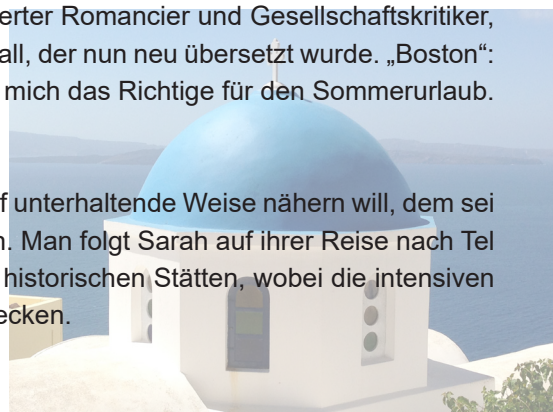 erter Romancier und Gesellschaftskritiker,
all, der nun neu übersetzt wurde. „Boston“:
mich das Richtige für den Sommerurlaub.
f unterhaltende Weise nähern will, dem sei
n. Man folgt Sarah auf ihrer Reise nach Tel
historischen Stätten, wobei die intensiven
ecken.